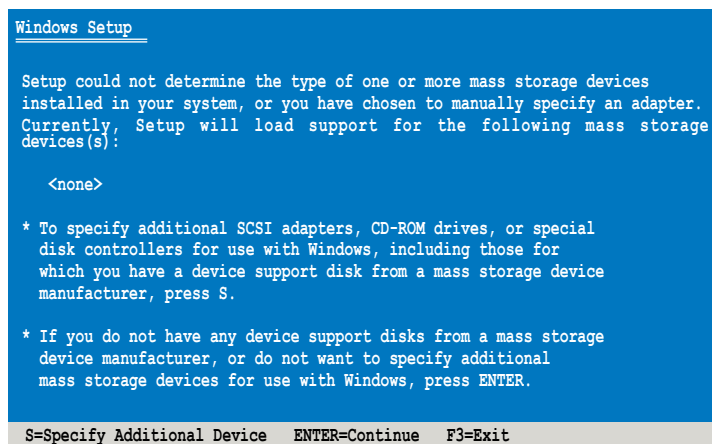 Windows Setup
Setup could not determine the type of one or more mass storage devices
installed in your system, or you have chosen to manually specify an adapter.
Currently, Setup will load support for the following mass storage
devices(s):
<none>
* To specify additional SCSI adapters, CD-ROM drives, or special
disk controllers for use with Windows, including those for
which you have a device support disk from a mass storage device
manufacturer, press S.
* If you do not have any device support disks from a mass storage
device manufacturer, or do not want to specify additional
mass storage devices for use with Windows, press ENTER.
S=Specify Additional Device ENTER=Continue F3=Exit